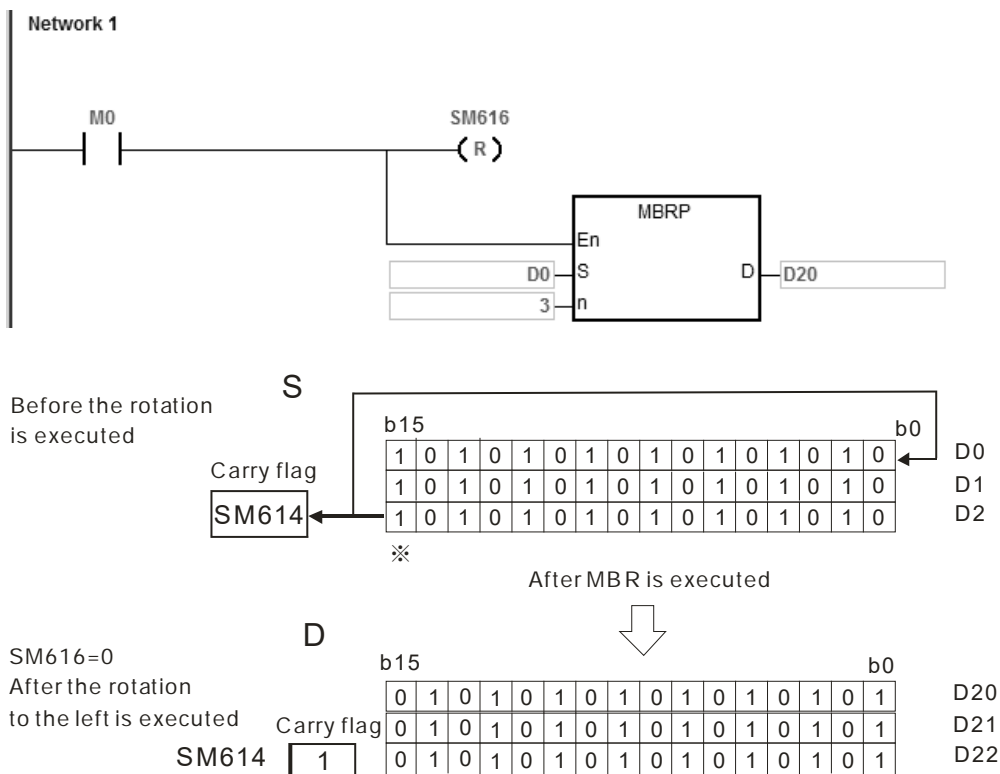 Network 1
M0
SM616
R
MBRP
En
D0 S D D20
3 n
S
Before the rotation
is executed
b15 b0
1 0 1 0 1 0 1 0 1 0 1 0 1 0 1 0 D0
Carry flag
1 0 1 0 1 0 1 0 1 0 1 0 1 0 1 0 D1
SM614 1 0 1 0 1 0 1 0 1 0 1 0 1 0 1 0 D2
※
After MBR is executed
D
SM616=0
b15 b0
After the rotation
0 1 0 1 0 1 0 1 0 1 0 1 0 1 0 1 D20
to the left is executed
Carry flag 0 1 0 1 0 1 0 1 0 1 0 1 0 1 0 1 D21
SM614 1 0 1 0 1 0 1 0 1 0 1 0 1 0 1 0 1 D22